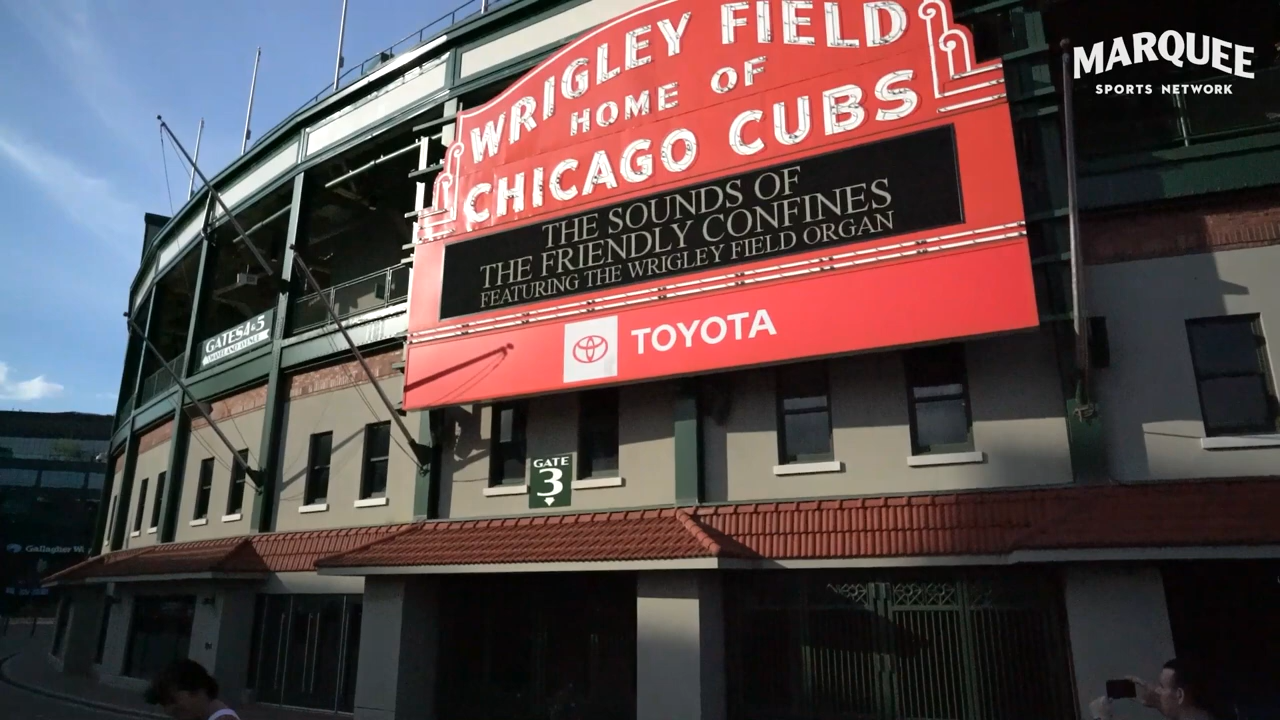 MARQUEE
SPORTS NETWORK
WRIGLEY FIELD
HOME OF
CHICAGO CUBS
THE SOUNDS OF
THE FRIENDLY CONFINES
FEATURING THE WRIGLEY FIELD ORGAN
TOYOTA
GATES 4&5
GATE
3
Gallagher